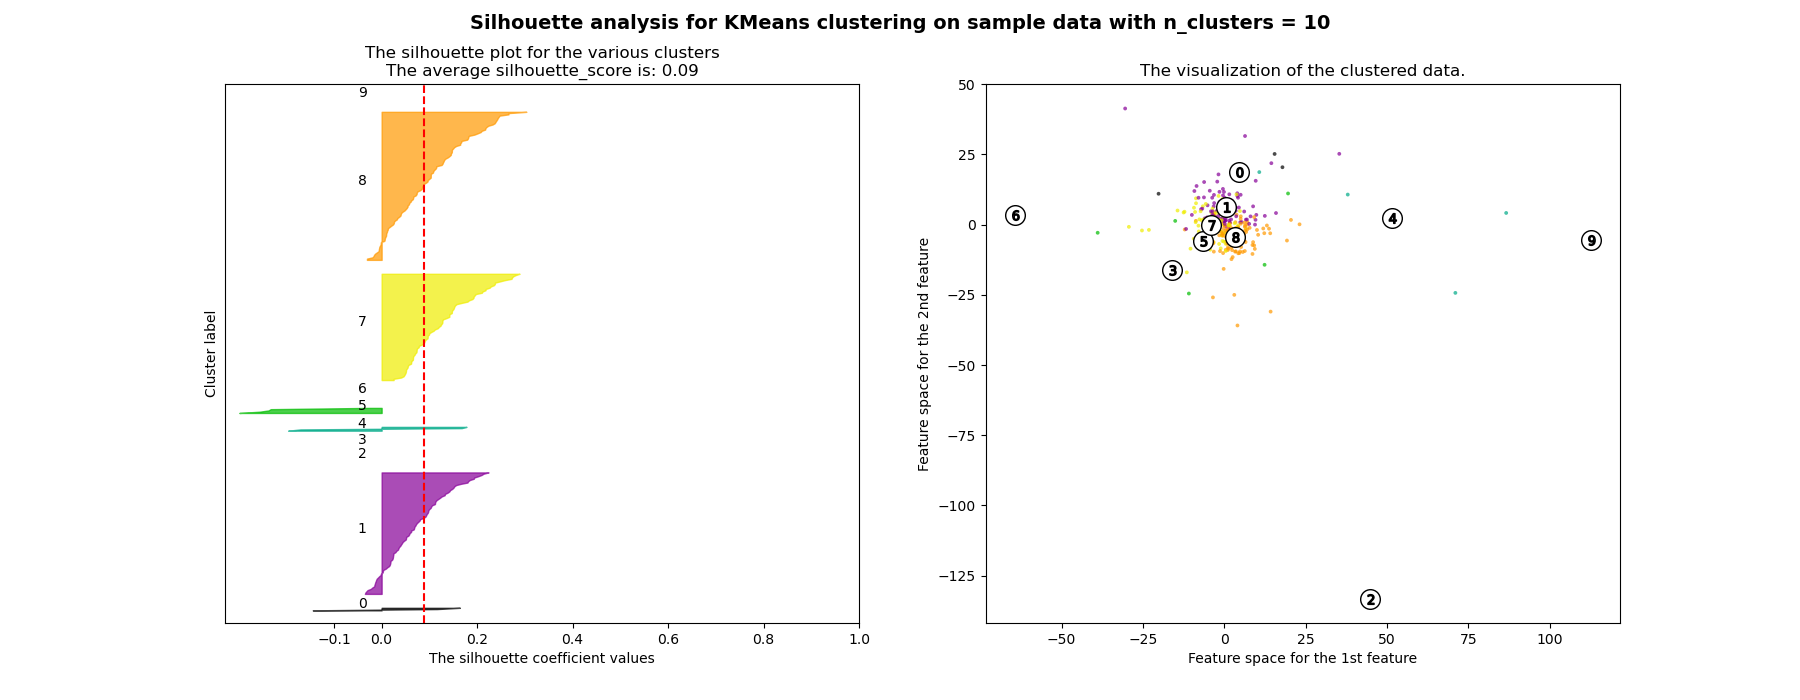 Silhouette analysis for KMeans clustering on sample data with n_clusters = 10
The silhouette plot for the various clusters
The average silhouette_score is: 0.09
9
8
7
6
5
4
3
2
1
0
Cluster label
−0.1 0.0 0.2 0.4 0.6 0.8 1.0
The silhouette coefficient values
The visualization of the clustered data.
50
25
0
−25
−50
−75
−100
−125
Feature space for the 2nd feature
0
1
6
4
7
8
5
9
3
2
−50 −25 0 25 50 75 100
Feature space for the 1st feature